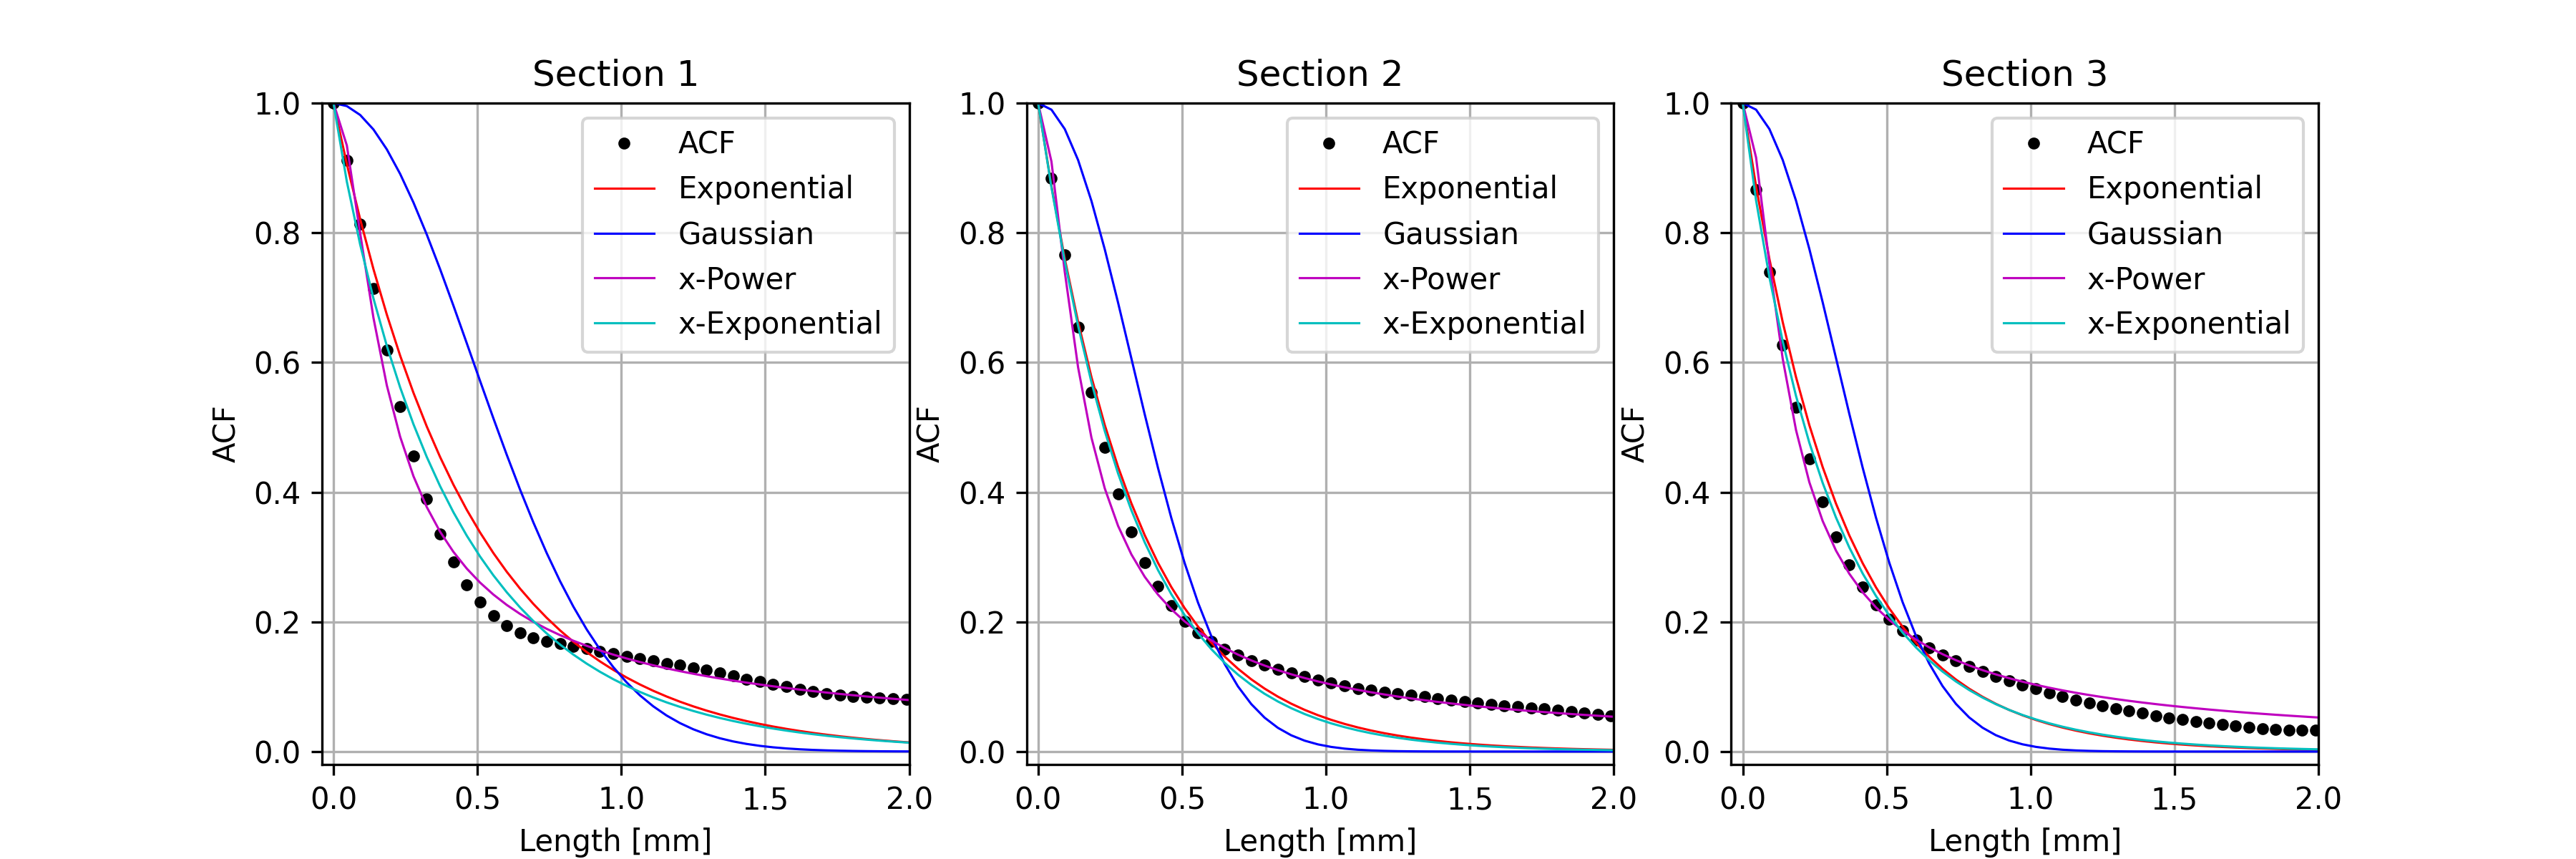 Section 1
1.0
0.8
0.6
0.4
0.2
0.0
ACF
ACF
Exponential
Gaussian
x-Power
x-Exponential
0.0 0.5 1.0 1.5 2.0
Length [mm]
Section 2
1.0
0.8
0.6
0.4
0.2
0.0
ACF
ACF
Exponential
Gaussian
x-Power
x-Exponential
0.0 0.5 1.0 1.5 2.0
Length [mm]
Section 3
1.0
0.8
0.6
0.4
0.2
0.0
ACF
ACF
Exponential
Gaussian
x-Power
x-Exponential
0.0 0.5 1.0 1.5 2.0
Length [mm]